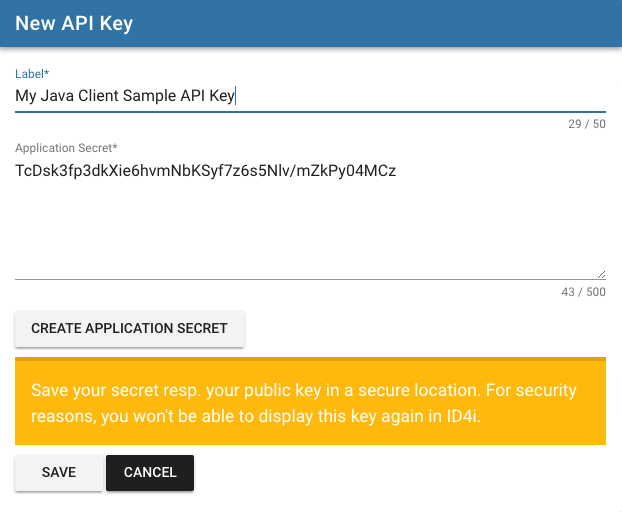 New API Key
Label*
My Java Client Sample API Key
29 / 50
Application Secret*
TcDsk3fp3dkXie6hvmNbKSyf7z6s5Nlv/mZkPy04MCz
43 / 500
CREATE APPLICATION SECRET
Save your secret resp. your public key in a secure location. For security
reasons, you won't be able to display this key again in ID4i.
SAVE CANCEL